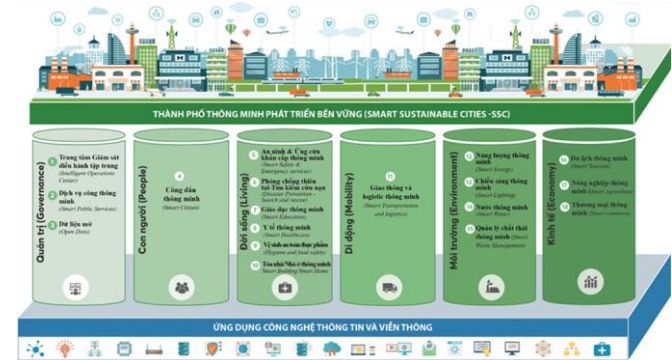 THÀNH PHỐ THÔNG MINH PHÁT TRIỂN BỀN VỮNG (SMART SUSTAINABLE CITIES -SSC)
Quản trị (Governance)
1 Trung tâm Giám sát
điều hành tập trung
(Intelligent Operations
Center)
2 Dịch vụ công thông
minh
(Smart Public Services)
3 Dữ liệu mở
(Open Data)
Con người (People)
4
Công dân
thông minh
(Smart Citizen)
Đời sống (Living)
5 An ninh & Ứng cứu
khẩn cấp thông minh
(Smart Safety &
Emergency services)
6 Phòng chống thiên
tai-Tìm kiếm cứu nạn
(Disaster Prevention -
Search and rescue)
7 Giáo dục thông minh
(Smart Education)
8 Y tế thông minh
(Smart Healthcare)
9 Vệ sinh an toàn thực phẩm
(Hygiene and food safety)
10 Tòa nhà/Nhà ở thông minh
Smart Building/Smart Home
Di động (Mobility)
11
Giao thông và
logistic thông minh
(Smart Transportation
and logistics)
Môi trường (Environment)
12 Năng lượng thông
minh
(Smart Energy)
13 Chiếu sáng thông
minh
(Smart Lighting)
14 Nước thông minh
(Smart Water)
15 Quản lý chất thải
thông minh (Smart
Waste Management)
Kinh tế (Economy)
16 Du lịch thông minh
(Smart Tourism)
17 Nông nghiệp thông
minh (Smart agriculture)
18 Thương mại thông
minh (Smart commerce)
ỨNG DỤNG CÔNG NGHỆ THÔNG TIN VÀ VIỄN THÔNG